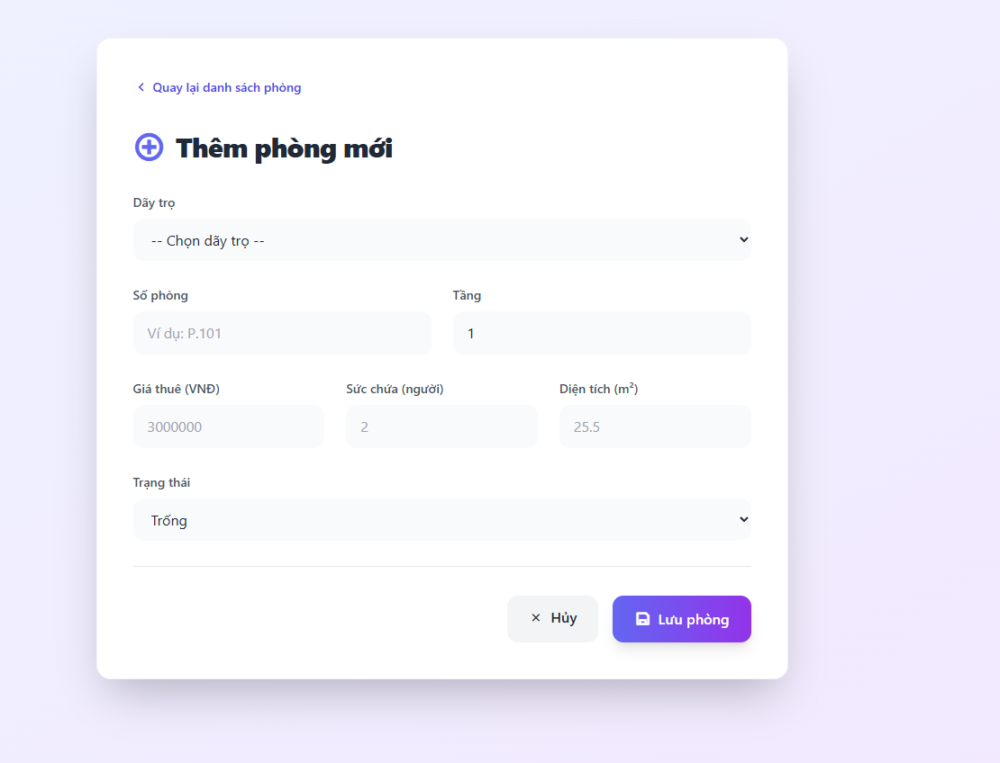 Quay lại danh sách phòng
Thêm phòng mới
Dãy trọ
-- Chọn dãy trọ --
Số phòng Tầng
Ví dụ: P.101 1
Giá thuê (VNĐ) Sức chứa (người) Diện tích (m²)
3000000 2 25.5
Trạng thái
Trống
× Hủy Lưu phòng